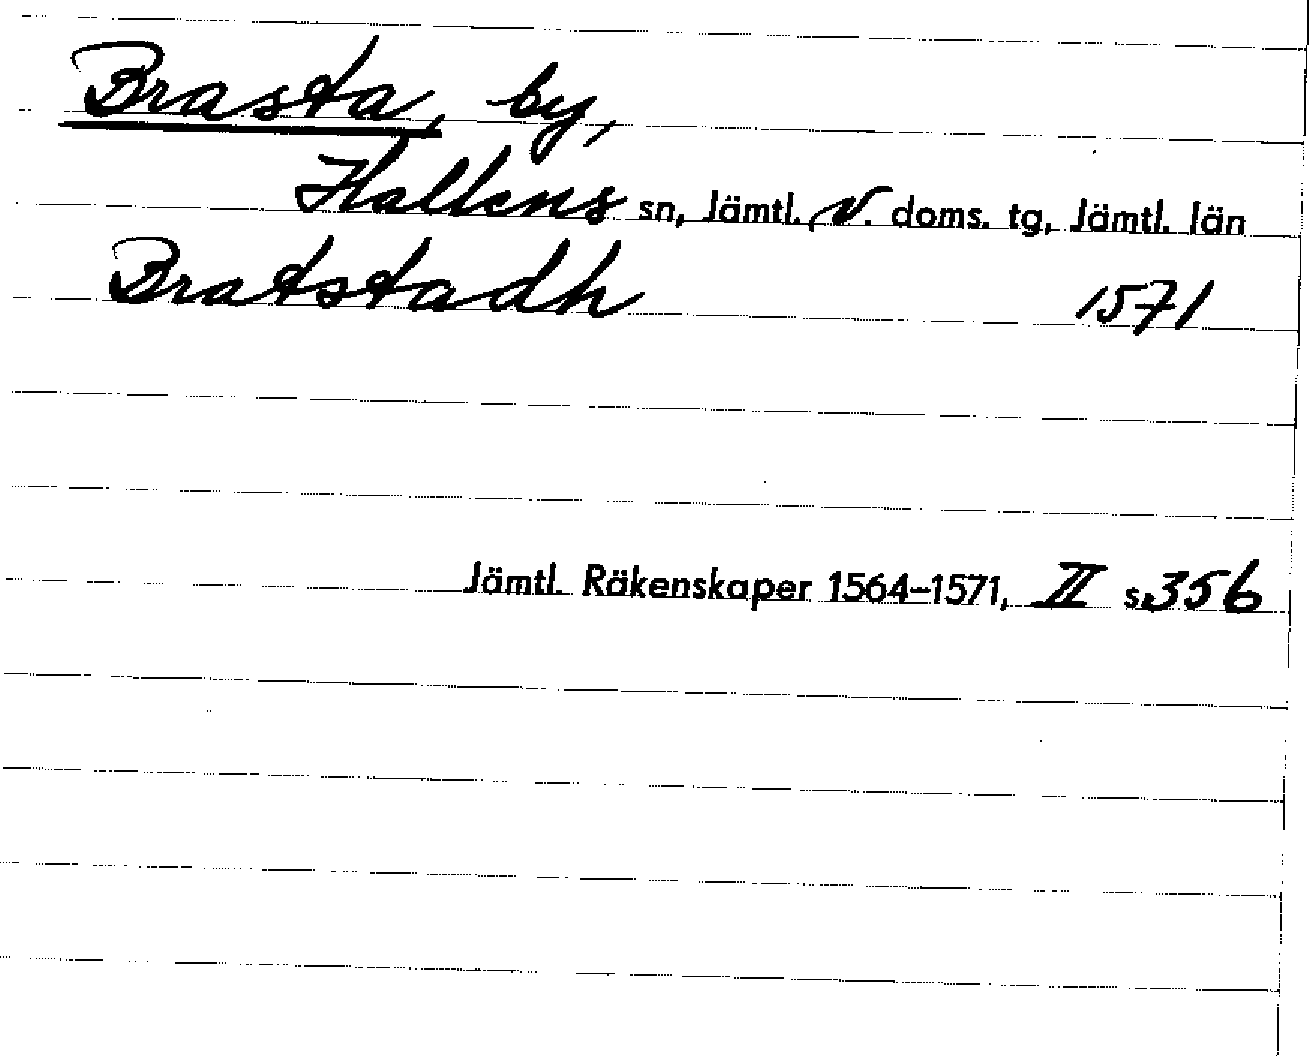 Brasta, by,
Hallens sn, Jämtl. V. doms. tg, Jämtl. län
Bratstadh 1571
Jämtl. Räkenskaper 1564–1571, II s. 356